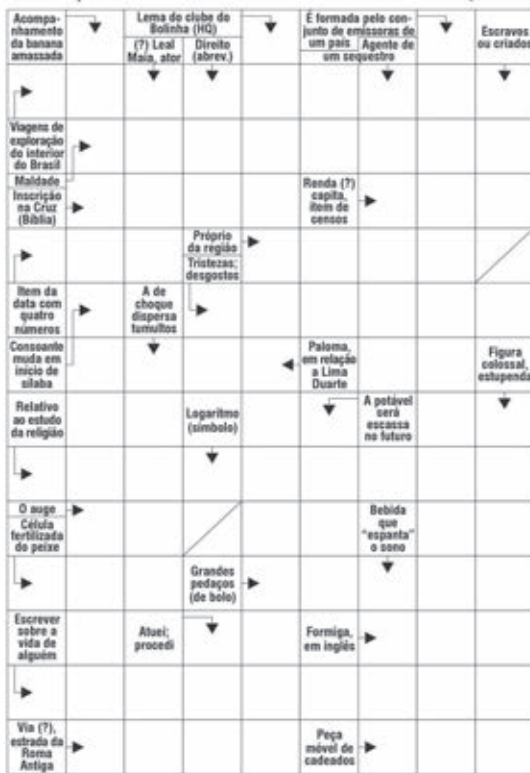 Acompa-
nhamento
da banana
amassada
Lema do clube do
Bolinha (HQ)
(?) Leal
Maia, ator
Direito
(abrev.)
É formada pelo con-
junto de emissoras de
um país
Agente de
um sequestro
Escravos
ou criados
Viagens de
exploração
do interior
do Brasil
Maldade
Inscrição
na Cruz
(Bíblia)
Renda (?)
capita,
item de
censos
Próprio
da região
Tristezas;
desgostos
Item da
data com
quatro
números
A de
choque
dispersa
tumultos
Consoante
muda em
início de
sílaba
Paloma,
em relação
a Lima
Duarte
Figura
colossal,
estupenda
Relativo
ao estudo
da religião
Logaritmo
(símbolo)
A potável
será
escassa
no futuro
O auge
Célula
fertilizada
do peixe
Bebida
que
"espanta"
o sono
Grandes
pedaços
(de bolo)
Escrever
sobre a
vida de
alguém
Atuei;
procedi
Formiga,
em inglês
Via (?),
estrada da
Roma
Antiga
Peça
móvel de
cadeados